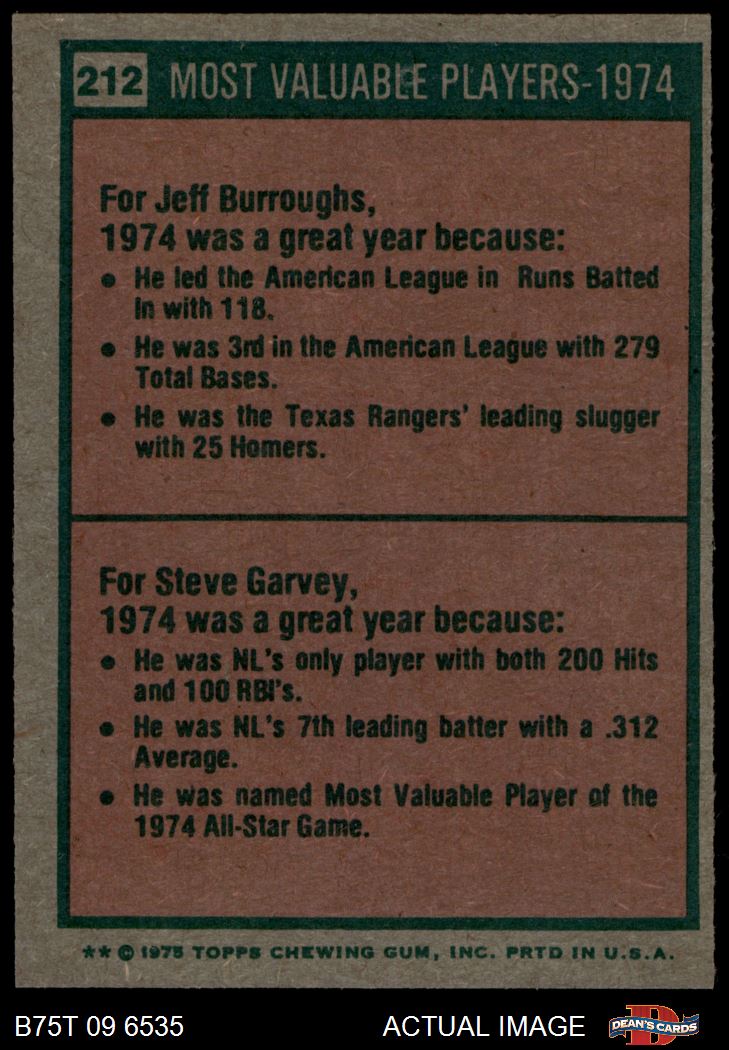 212 MOST VALUABLE PLAYERS-1974
For Jeff Burroughs,
1974 was a great year because:
• He led the American League in Runs Batted
In with 118.
• He was 3rd in the American League with 279
Total Bases.
• He was the Texas Rangers' leading slugger
with 25 Homers.
For Steve Garvey,
1974 was a great year because:
• He was NL's only player with both 200 Hits
and 100 RBI's.
• He was NL's 7th leading batter with a .312
Average.
• He was named Most Valuable Player of the
1974 All-Star Game.
** © 1975 TOPPS CHEWING GUM, INC. PRTD IN U.S.A.
B75T 09 6535 ACTUAL IMAGE D DEAN'S CARDS